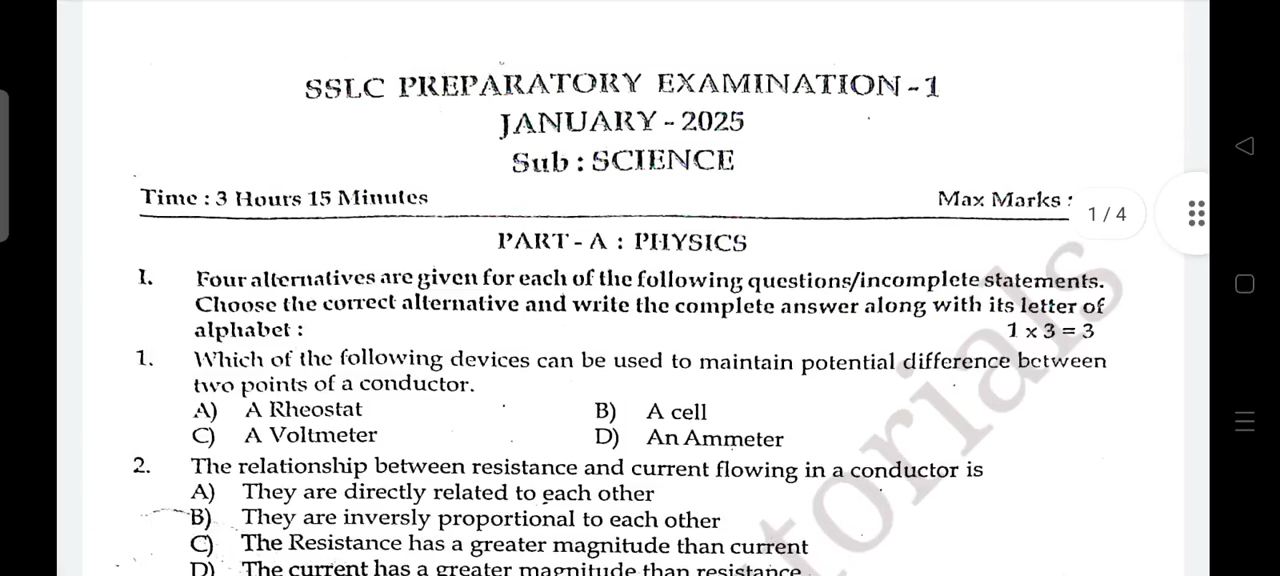 SSLC PREPARATORY EXAMINATION - 1
JANUARY - 2025
Sub : SCIENCE
Time : 3 Hours 15 Minutes Max Marks :
1 / 4
PART - A : PHYSICS
I. Four alternatives are given for each of the following questions/incomplete statements.
Choose the correct alternative and write the complete answer along with its letter of
alphabet : 1 x 3 = 3
1. Which of the following devices can be used to maintain potential difference between
two points of a conductor.
A) A Rheostat B) A cell
C) A Voltmeter D) An Ammeter
2. The relationship between resistance and current flowing in a conductor is
A) They are directly related to each other
B) They are inversly proportional to each other
C) The Resistance has a greater magnitude than current
D) The current has a greater magnitude than resistance
torials